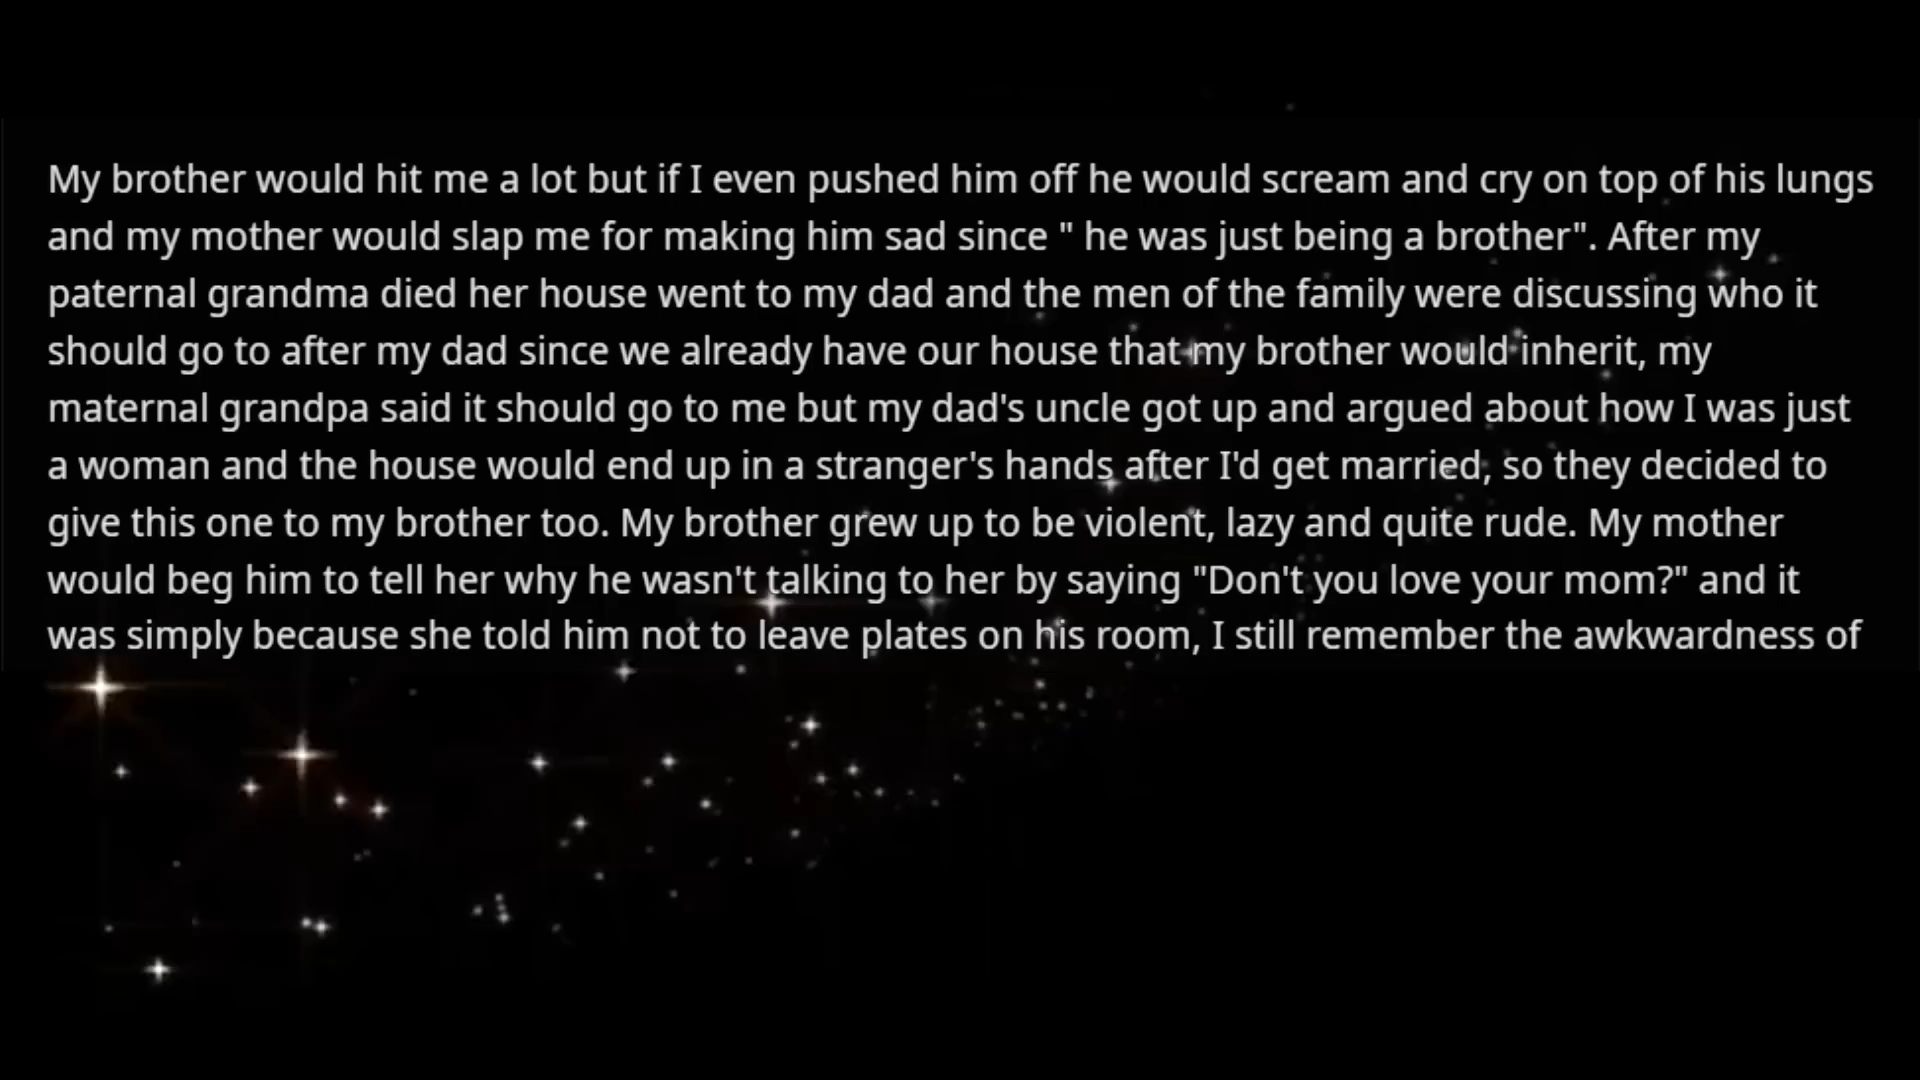 My brother would hit me a lot but if I even pushed him off he would scream and cry on top of his lungs
and my mother would slap me for making him sad since " he was just being a brother". After my
paternal grandma died her house went to my dad and the men of the family were discussing who it
should go to after my dad since we already have our house that my brother would inherit, my
maternal grandpa said it should go to me but my dad's uncle got up and argued about how I was just
a woman and the house would end up in a stranger's hands after I'd get married, so they decided to
give this one to my brother too. My brother grew up to be violent, lazy and quite rude. My mother
would beg him to tell her why he wasn't talking to her by saying "Don't you love your mom?" and it
was simply because she told him not to leave plates on his room, I still remember the awkwardness of